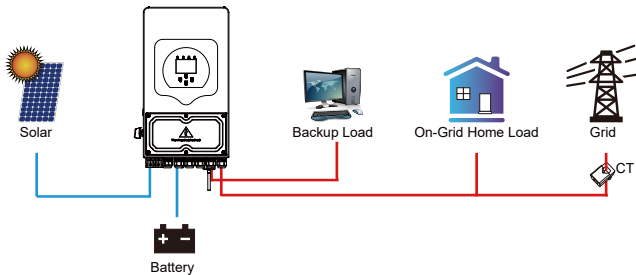 Solar
Backup Load
On-Grid Home Load
Grid
CT
Battery